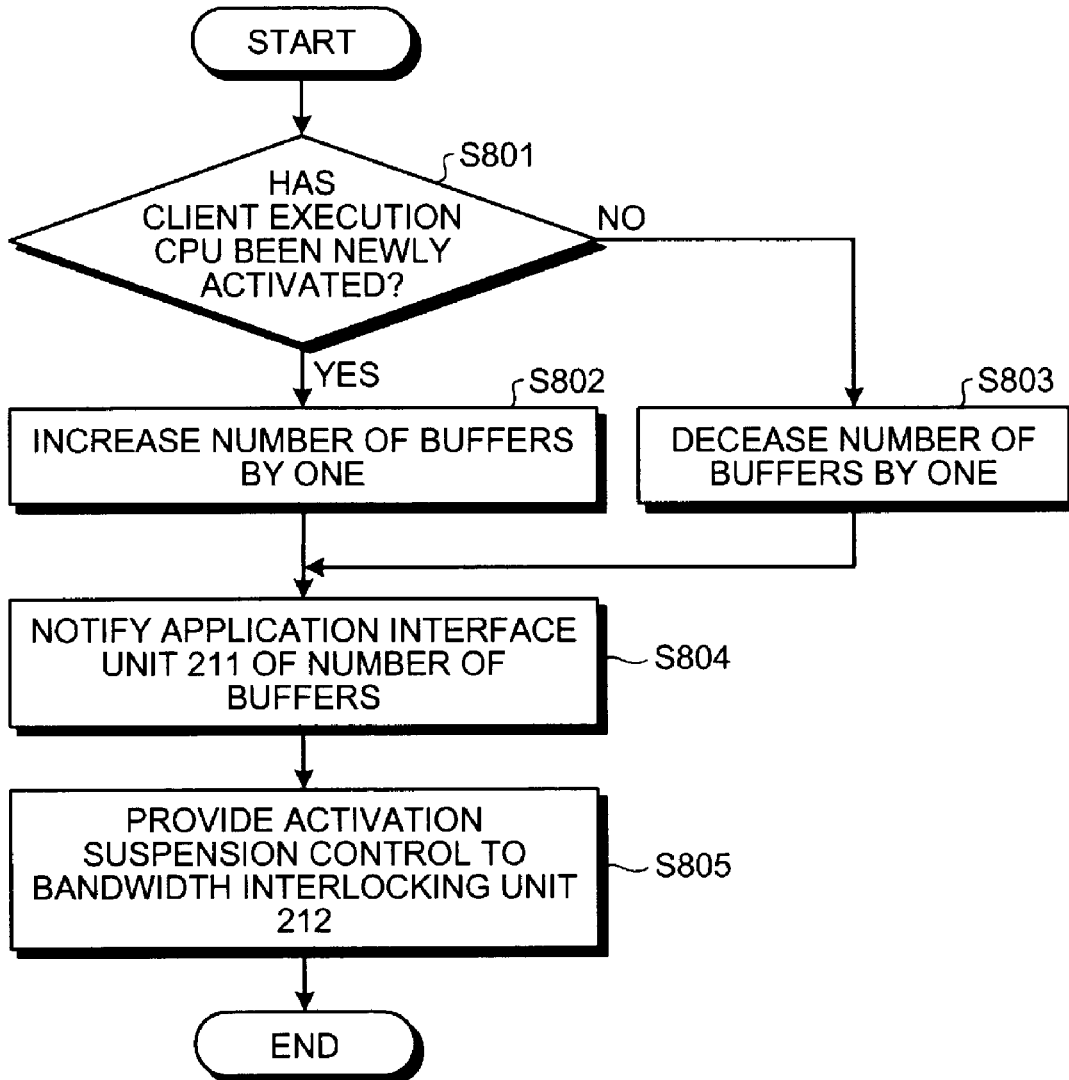 START
S801
HAS
CLIENT EXECUTION
CPU BEEN NEWLY
ACTIVATED?
NO
YES
S802
INCREASE NUMBER OF BUFFERS
BY ONE
S803
DECEASE NUMBER OF
BUFFERS BY ONE
NOTIFY APPLICATION INTERFACE
UNIT 211 OF NUMBER OF
BUFFERS
S804
PROVIDE ACTIVATION
SUSPENSION CONTROL TO
BANDWIDTH INTERLOCKING UNIT
212
S805
END